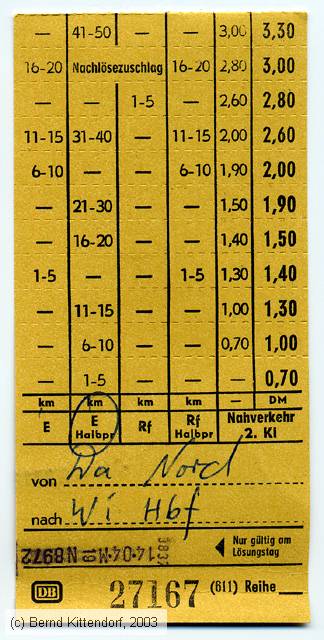 — 41-50 — — 3,00 3,30
16-20 Nachlösezuschlag 16-20 2,80 3,00
— — 1-5 — 2,60 2,80
11-15 31-40 — 11-15 2,00 2,60
6-10 — — 6-10 1,90 2,00
— 21-30 — — 1,50 1,90
— 16-20 — — 1,40 1,50
1-5 — — 1-5 1,30 1,40
— 11-15 — — 1,00 1,30
— 6-10 — — 0,70 1,00
— 1-5 — — — 0,70
km km km km — DM
E E Halbpr Rf Rf Halbpr Nahverkehr 2. Kl
von Da Nord
nach Wi Hbf
14·04·M
N8972
Nur gültig am
Lösungstag
DB 27167 (611) Reihe
(c) Bernd Kittendorf, 2003